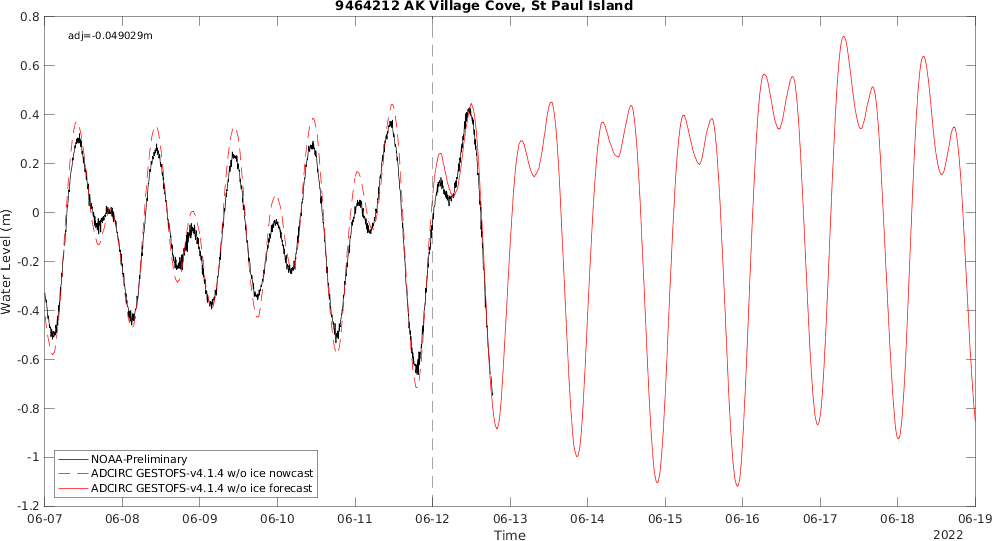 9464212 AK Village Cove, St Paul Island
adj=-0.049029m
Water Level (m)
0.8
0.6
0.4
0.2
0
-0.2
-0.4
-0.6
-0.8
-1
-1.2
NOAA-Preliminary
ADCIRC GESTOFS-v4.1.4 w/o ice nowcast
ADCIRC GESTOFS-v4.1.4 w/o ice forecast
06-07 06-08 06-09 06-10 06-11 06-12 06-13 06-14 06-15 06-16 06-17 06-18 06-19
Time
2022